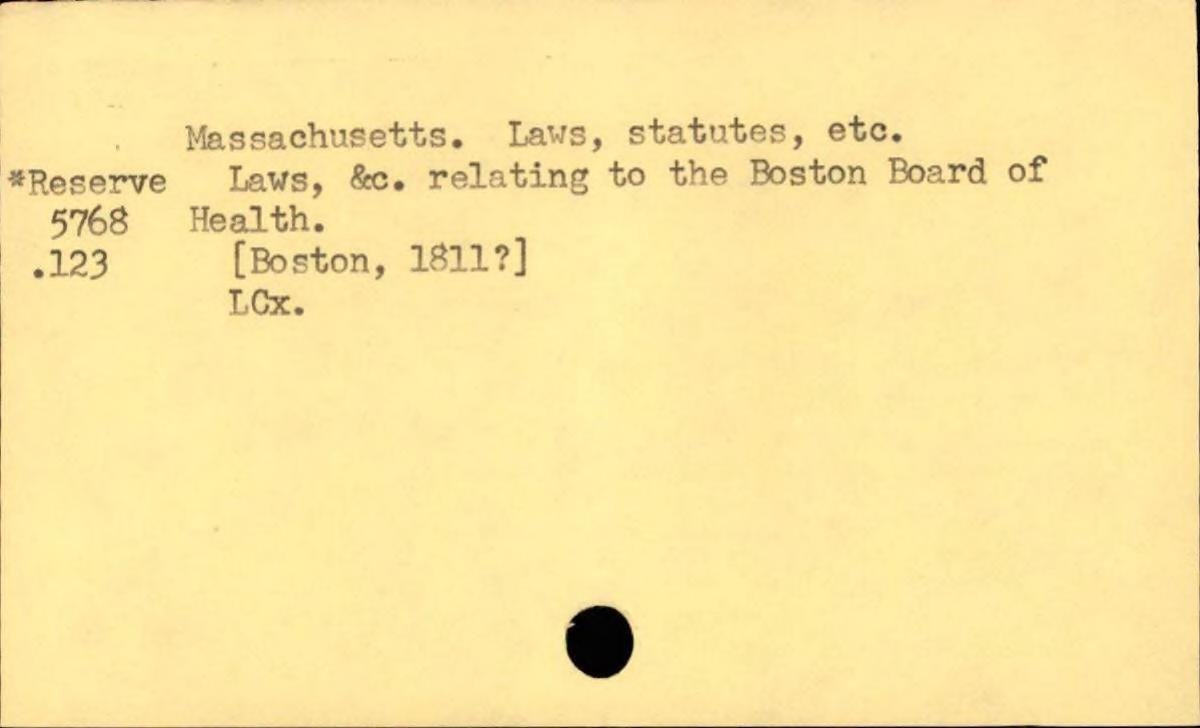 Massachusetts. Laws, statutes, etc.
*Reserve Laws, &c. relating to the Boston Board of
5768 Health.
.123 [Boston, 1811?]
LCx.